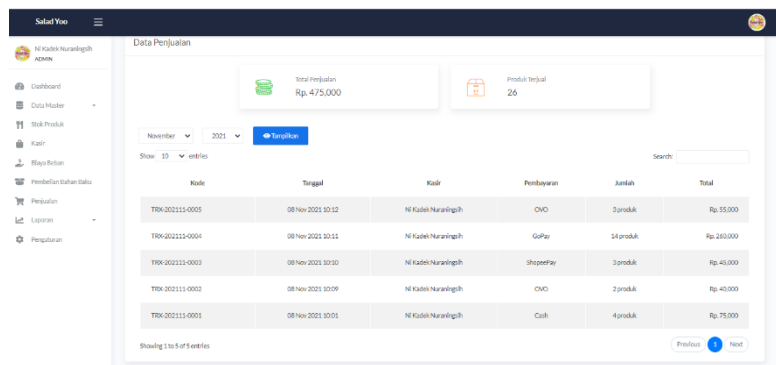 Salad Yoo
Ni Kadek Nuraningsih
ADMIN
Dashboard
Data Master
Stok Produk
Kasir
Biaya Beban
Pembelian Bahan Baku
Penjualan
Laporan
Pengaturan
Data Penjualan
Total Penjualan
Rp. 475,000
Produk Terjual
26
November 2021 Tampilkan
Show 10 entries Search:
Kode Tanggal Kasir Pembayaran Jumlah Total
TRX-202111-0005 08 Nov 2021 10:12 Ni Kadek Nuraningsih OVO 3 produk Rp. 55,000
TRX-202111-0004 08 Nov 2021 10:11 Ni Kadek Nuraningsih GoPay 14 produk Rp. 260,000
TRX-202111-0003 08 Nov 2021 10:10 Ni Kadek Nuraningsih ShopeePay 3 produk Rp. 45,000
TRX-202111-0002 08 Nov 2021 10:09 Ni Kadek Nuraningsih OVO 2 produk Rp. 40,000
TRX-202111-0001 08 Nov 2021 10:01 Ni Kadek Nuraningsih Cash 4 produk Rp. 75,000
Showing 1 to 5 of 5 entries
Previous 1 Next